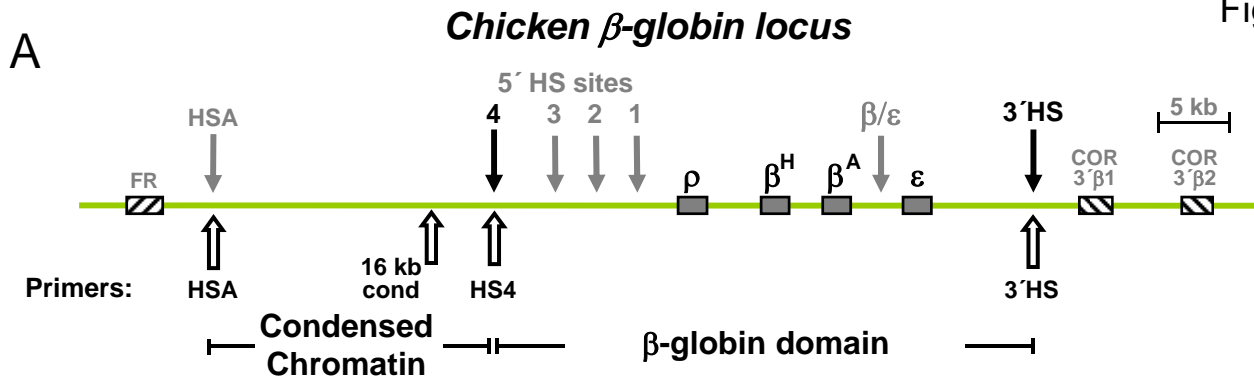 Fig
A
Chicken β-globin locus
5´ HS sites
HSA
4 3 2 1
β/ε
3´HS
5 kb
FR
ρ
βH
βA
ε
COR
3´β1
COR
3´β2
Primers:
HSA
16 kb
cond
HS4
3´HS
Condensed
Chromatin
β-globin domain